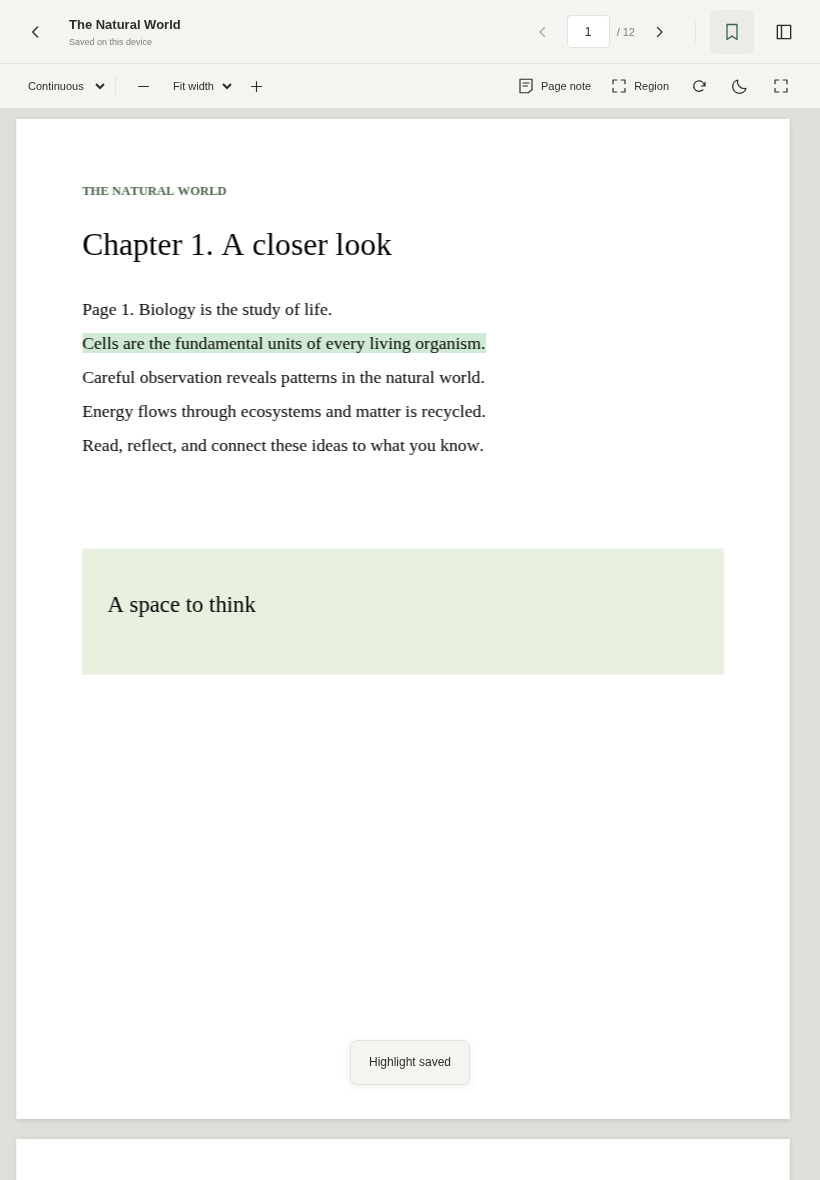 The Natural World
Saved on this device
1 / 12
Continuous
Fit width
Page note
Region
THE NATURAL WORLD
Chapter 1. A closer look
Page 1. Biology is the study of life.
Cells are the fundamental units of every living organism.
Careful observation reveals patterns in the natural world.
Energy flows through ecosystems and matter is recycled.
Read, reflect, and connect these ideas to what you know.
A space to think
Highlight saved